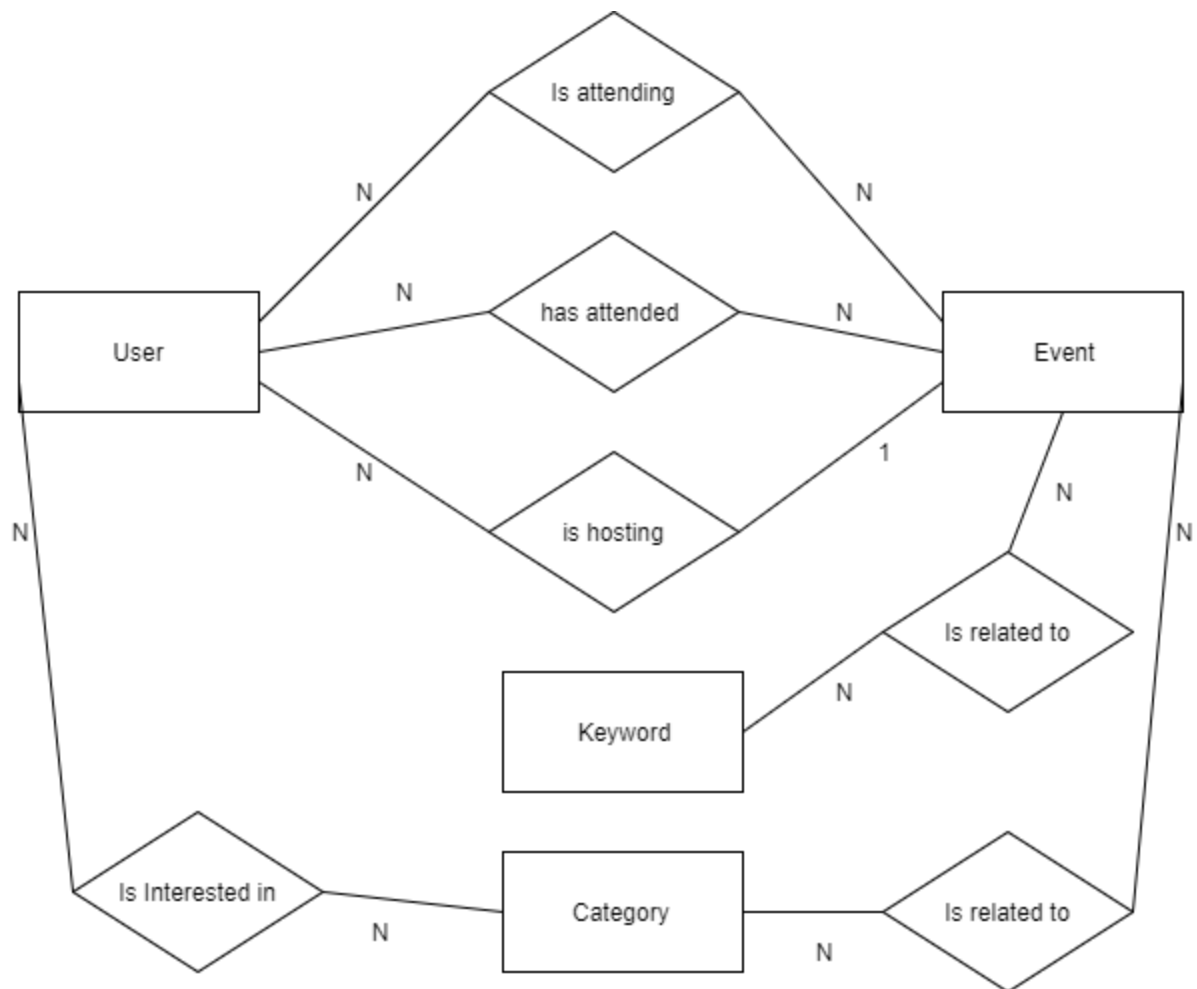 Is attending
N
N
has attended
N
N
User
Event
N
1
is hosting
N
N
N
Is related to
N
Keyword
Is Interested in
Category
Is related to
N
N